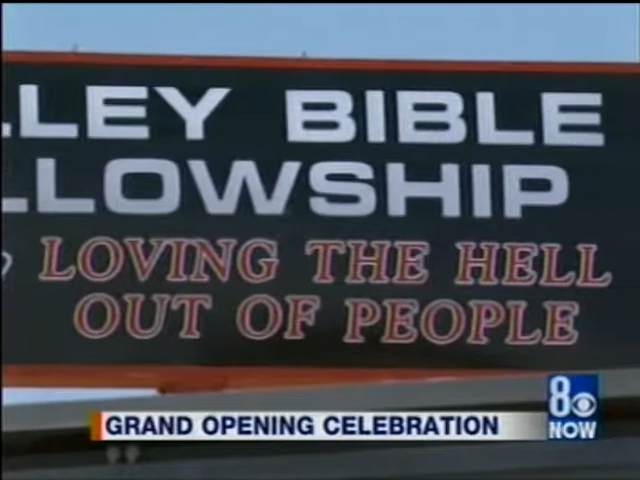 LLEY BIBLE
LLOWSHIP
LOVING THE HELL
OUT OF PEOPLE
GRAND OPENING CELEBRATION
8
NOW